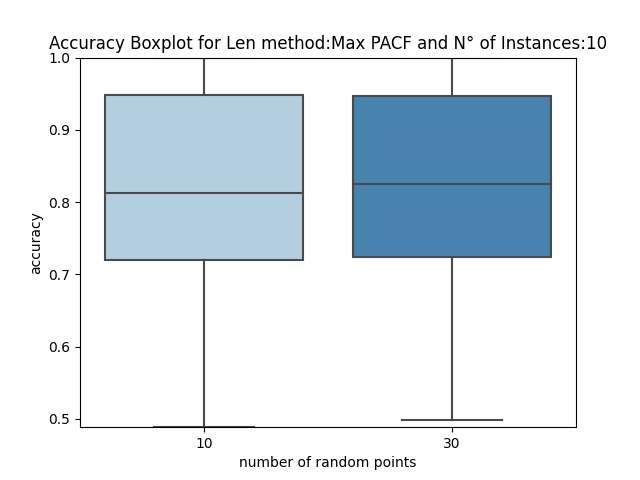 Accuracy Boxplot for Len method:Max PACF and N° of Instances:10
1.0
0.9
0.8
0.7
0.6
0.5
accuracy
10 30
number of random points